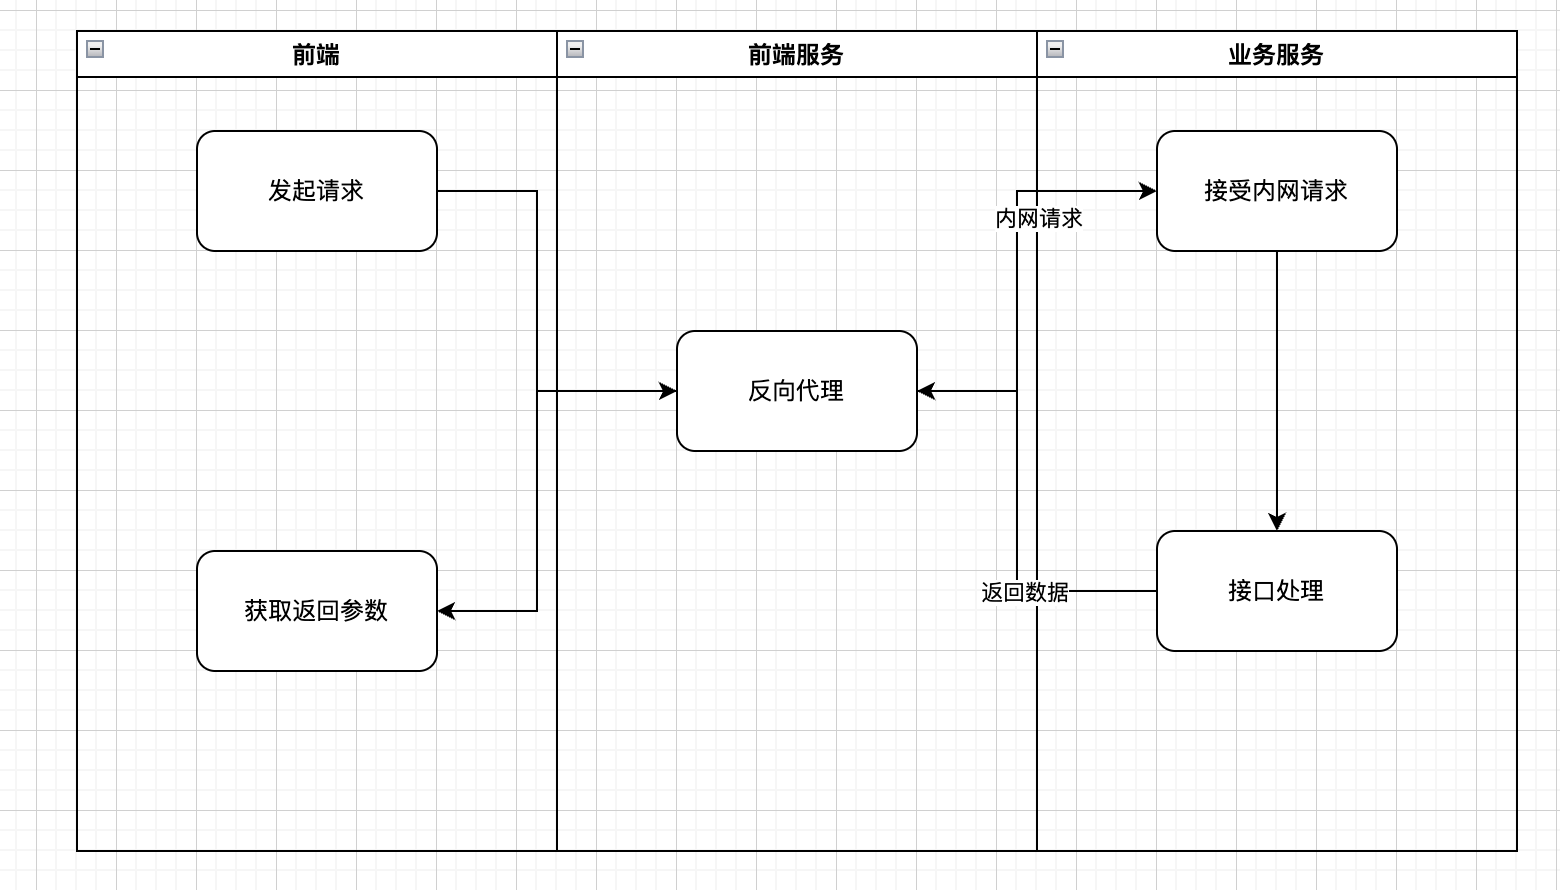 前端
前端服务
业务服务
发起请求
接受内网请求
内网请求
反向代理
获取返回参数
返回数据
接口处理